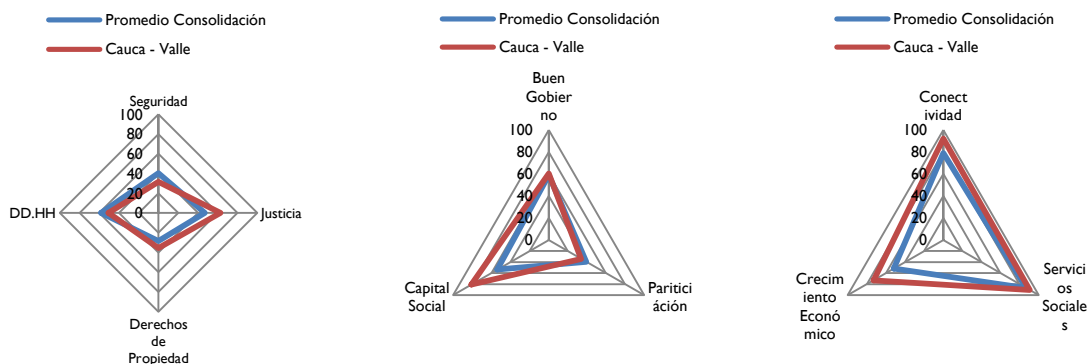 Promedio Consolidación
Cauca - Valle
Seguridad
100
80
60
40
20
0
DD.HH
Justicia
Derechos
de
Propiedad
Promedio Consolidación
Cauca - Valle
Buen
Gobier
no
100
80
60
40
20
0
Capital
Social
Pariticip
ación
Promedio Consolidación
Cauca - Valle
Conect
ividad
100
80
60
40
20
0
Crecim
iento
Econó
mico
Servici
os
Sociale
s